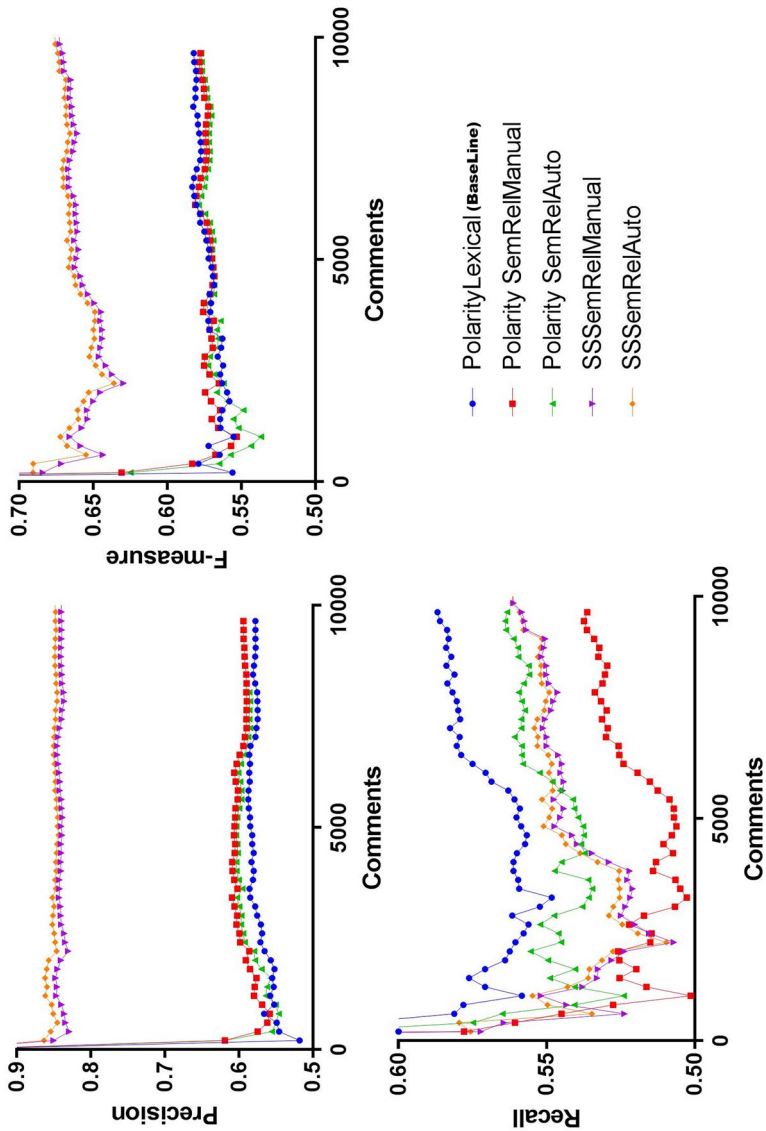 Precision
0.9
0.8
0.7
0.6
0.5
0
5000
10000
Comments
F-measure
0.70
0.65
0.60
0.55
0.50
0
5000
10000
Comments
Recall
0.60
0.55
0.50
0
5000
10000
Comments
PolarityLexical (BaseLine)
Polarity SemRelManual
Polarity SemRelAuto
SSSemRelManual
SSSemRelAuto